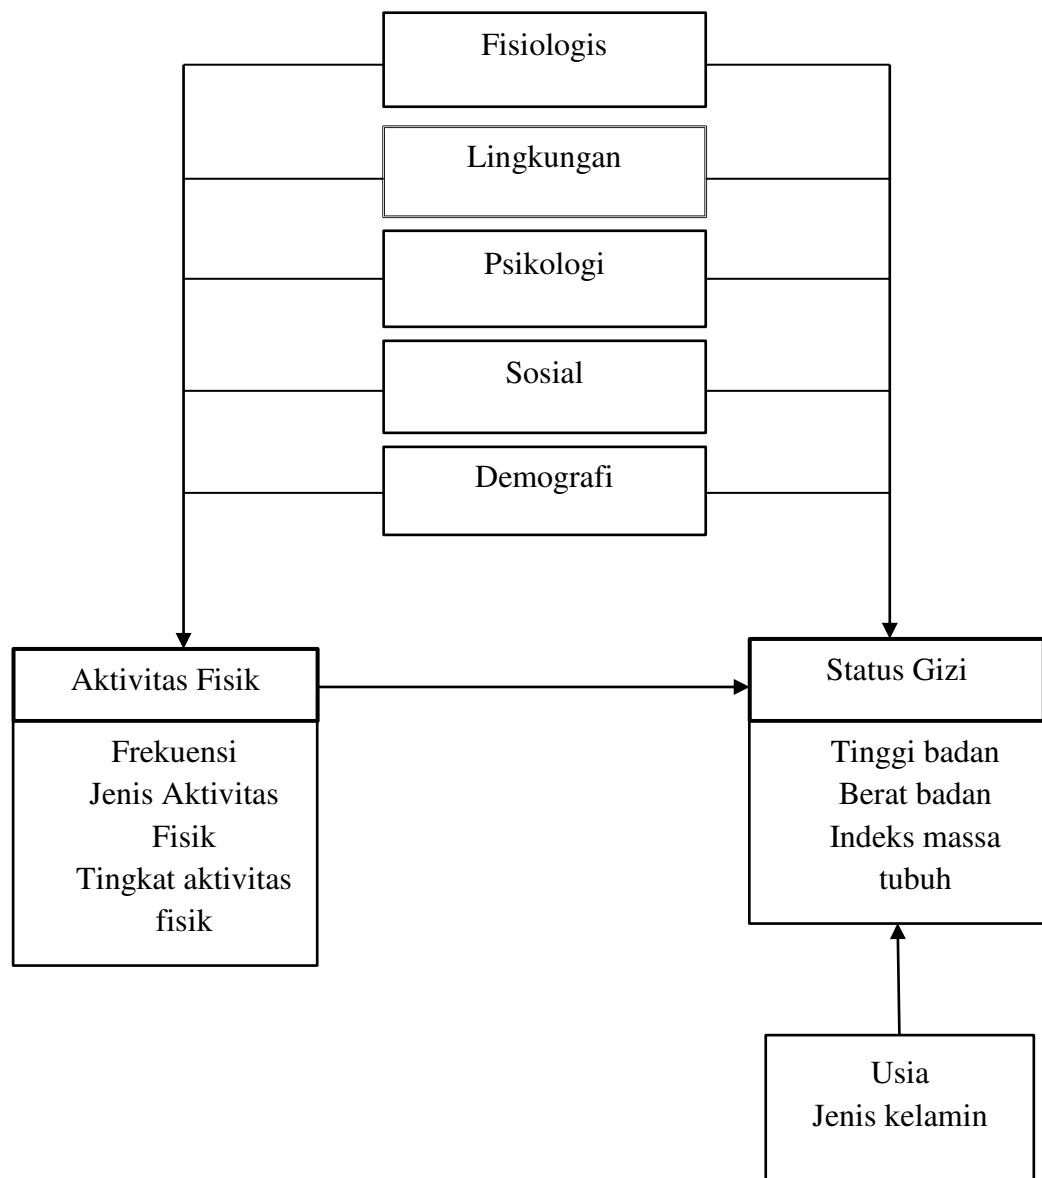 Fisiologis
Lingkungan
Psikologi
Sosial
Demografi
Aktivitas Fisik
Frekuensi
Jenis Aktivitas
Fisik
Tingkat aktivitas
fisik
Status Gizi
Tinggi badan
Berat badan
Indeks massa
tubuh
Usia
Jenis kelamin